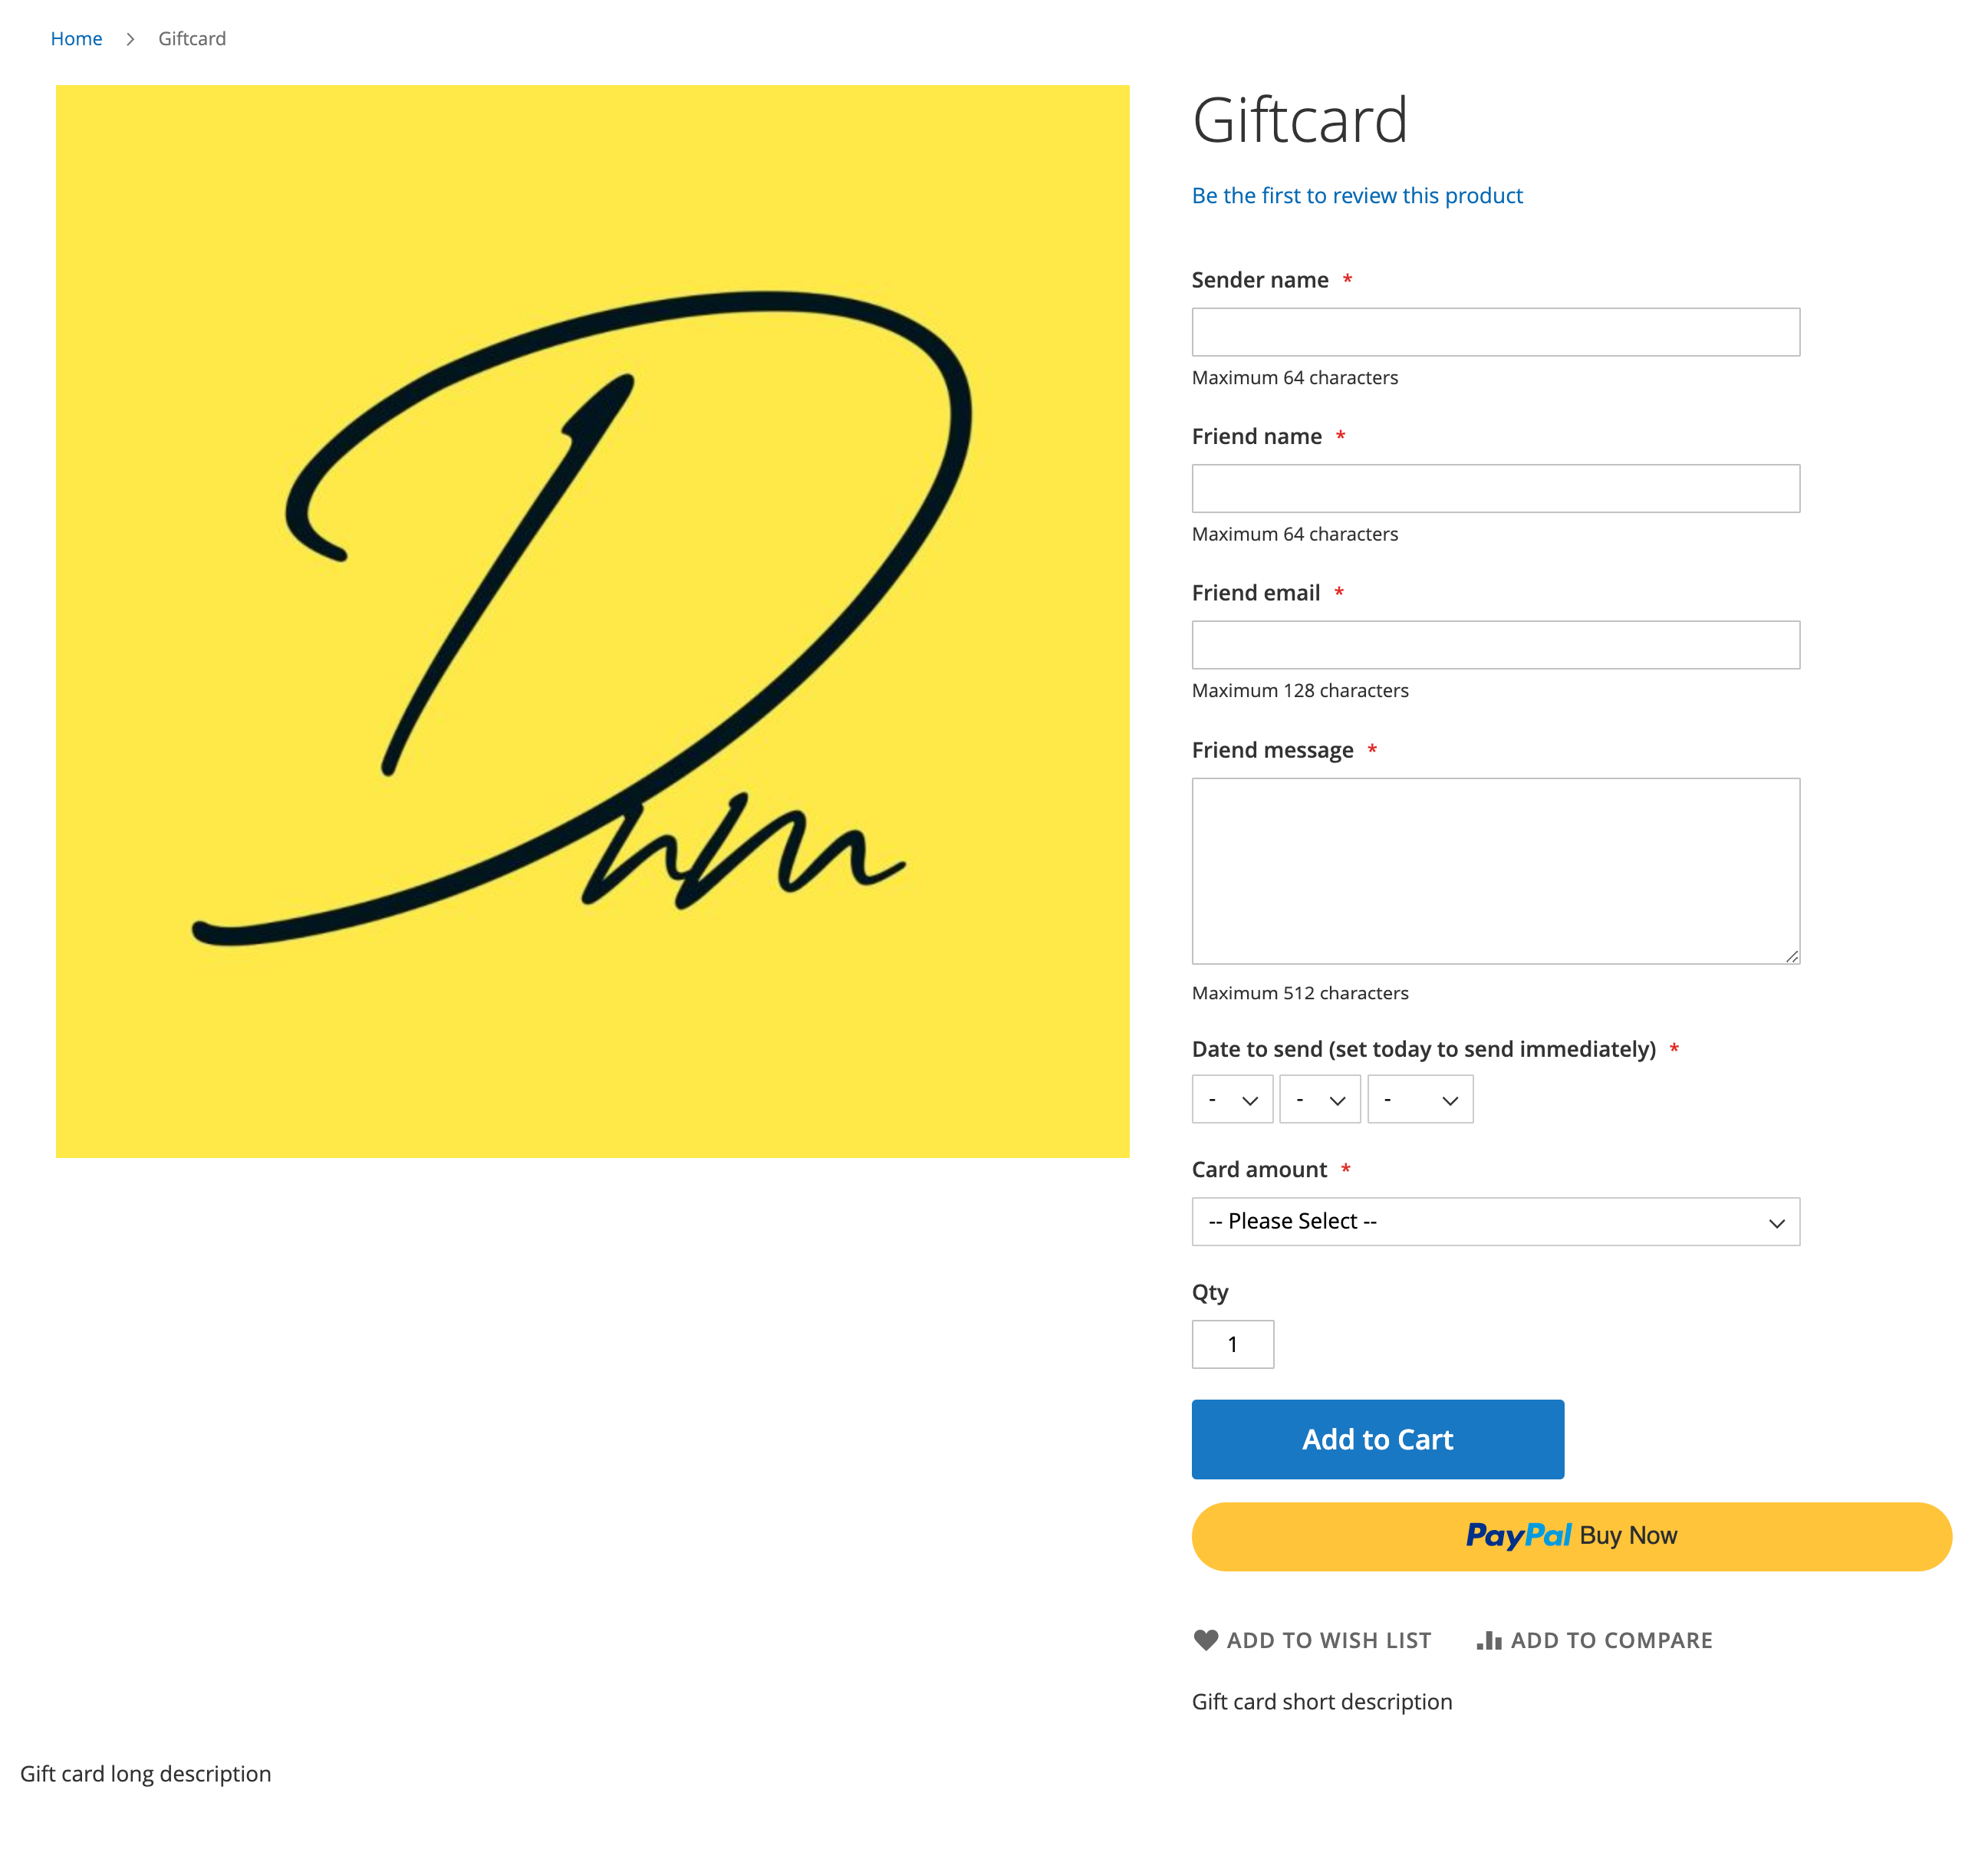 Home > Giftcard
Dnm
Giftcard
Be the first to review this product
Sender name *
Maximum 64 characters
Friend name *
Maximum 64 characters
Friend email *
Maximum 128 characters
Friend message *
Maximum 512 characters
Date to send (set today to send immediately) *
- - -
Card amount *
-- Please Select --
Qty
1
Add to Cart
PayPal Buy Now
ADD TO WISH LIST ADD TO COMPARE
Gift card short description
Gift card long description